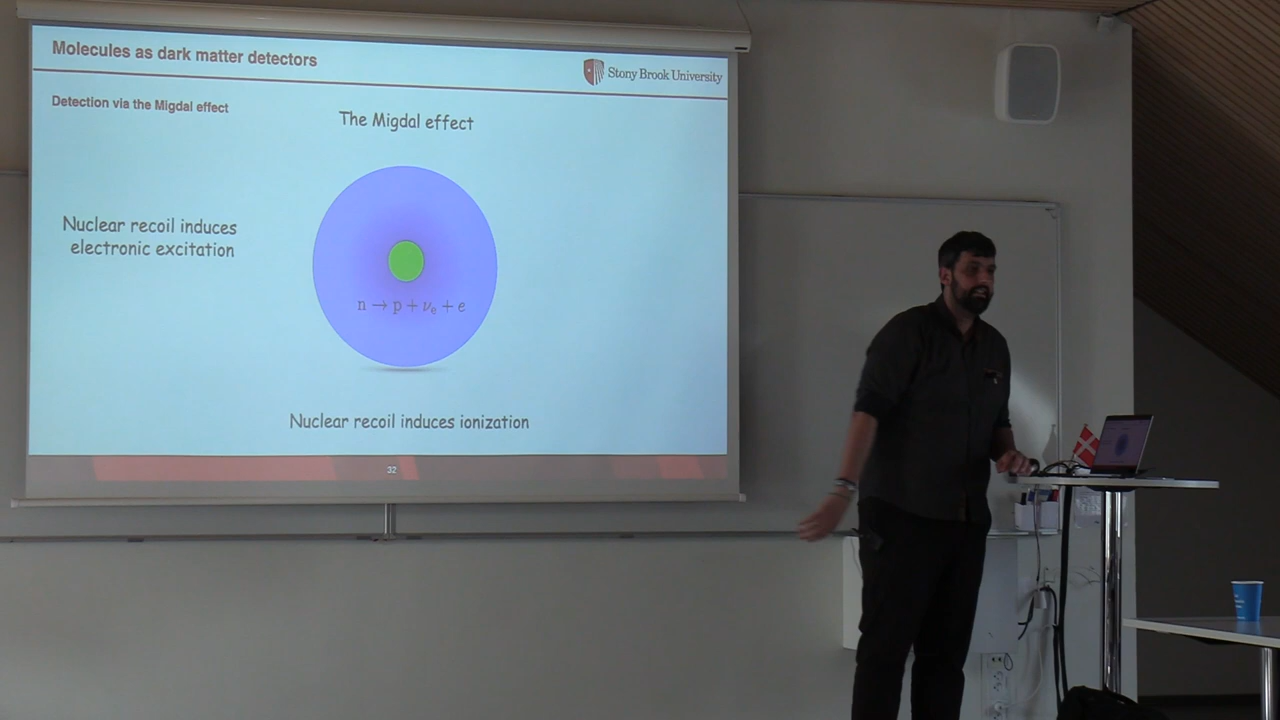 Molecules as dark matter detectors
Stony Brook University
Detection via the Migdal effect
The Migdal effect
Nuclear recoil induces
electronic excitation
n → p + νₑ + e
Nuclear recoil induces ionization
32